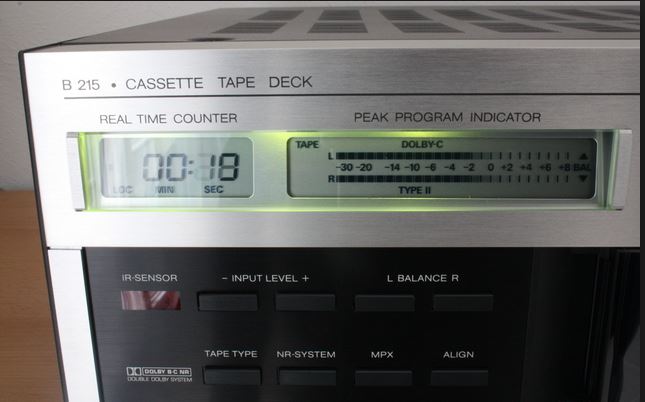 B 215 • CASSETTE TAPE DECK
REAL TIME COUNTER
PEAK PROGRAM INDICATOR
00:18
LOC MIN SEC
TAPE DOLBY·C
L
-30 -20 -14 -10 -6 -4 -2 0 +2 +4 +6 +8 BAL
R
TYPE II
IR-SENSOR - INPUT LEVEL + L BALANCE R
TAPE TYPE NR-SYSTEM MPX ALIGN
DOLBY B-C NR
DOUBLE DOLBY SYSTEM